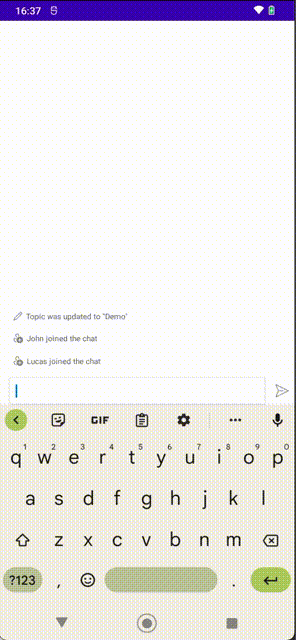 16:37
Topic was updated to "Demo"
John joined the chat
Lucas joined the chat
GIF
1 2 3 4 5 6 7 8 9 0
q w e r t y u i o p
a s d f g h j k l
z x c v b n m
?123 , .